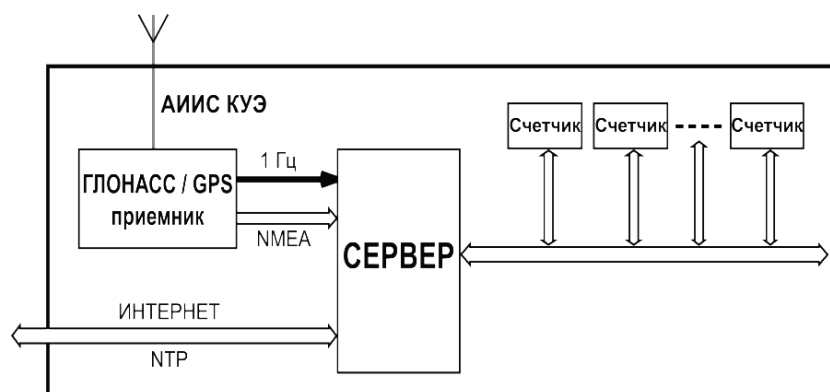 АИИС КУЭ
ГЛОНАСС / GPS
приемник
1 Гц
NMEA
СЕРВЕР
Счетчик
Счетчик
Счетчик
ИНТЕРНЕТ
NTP